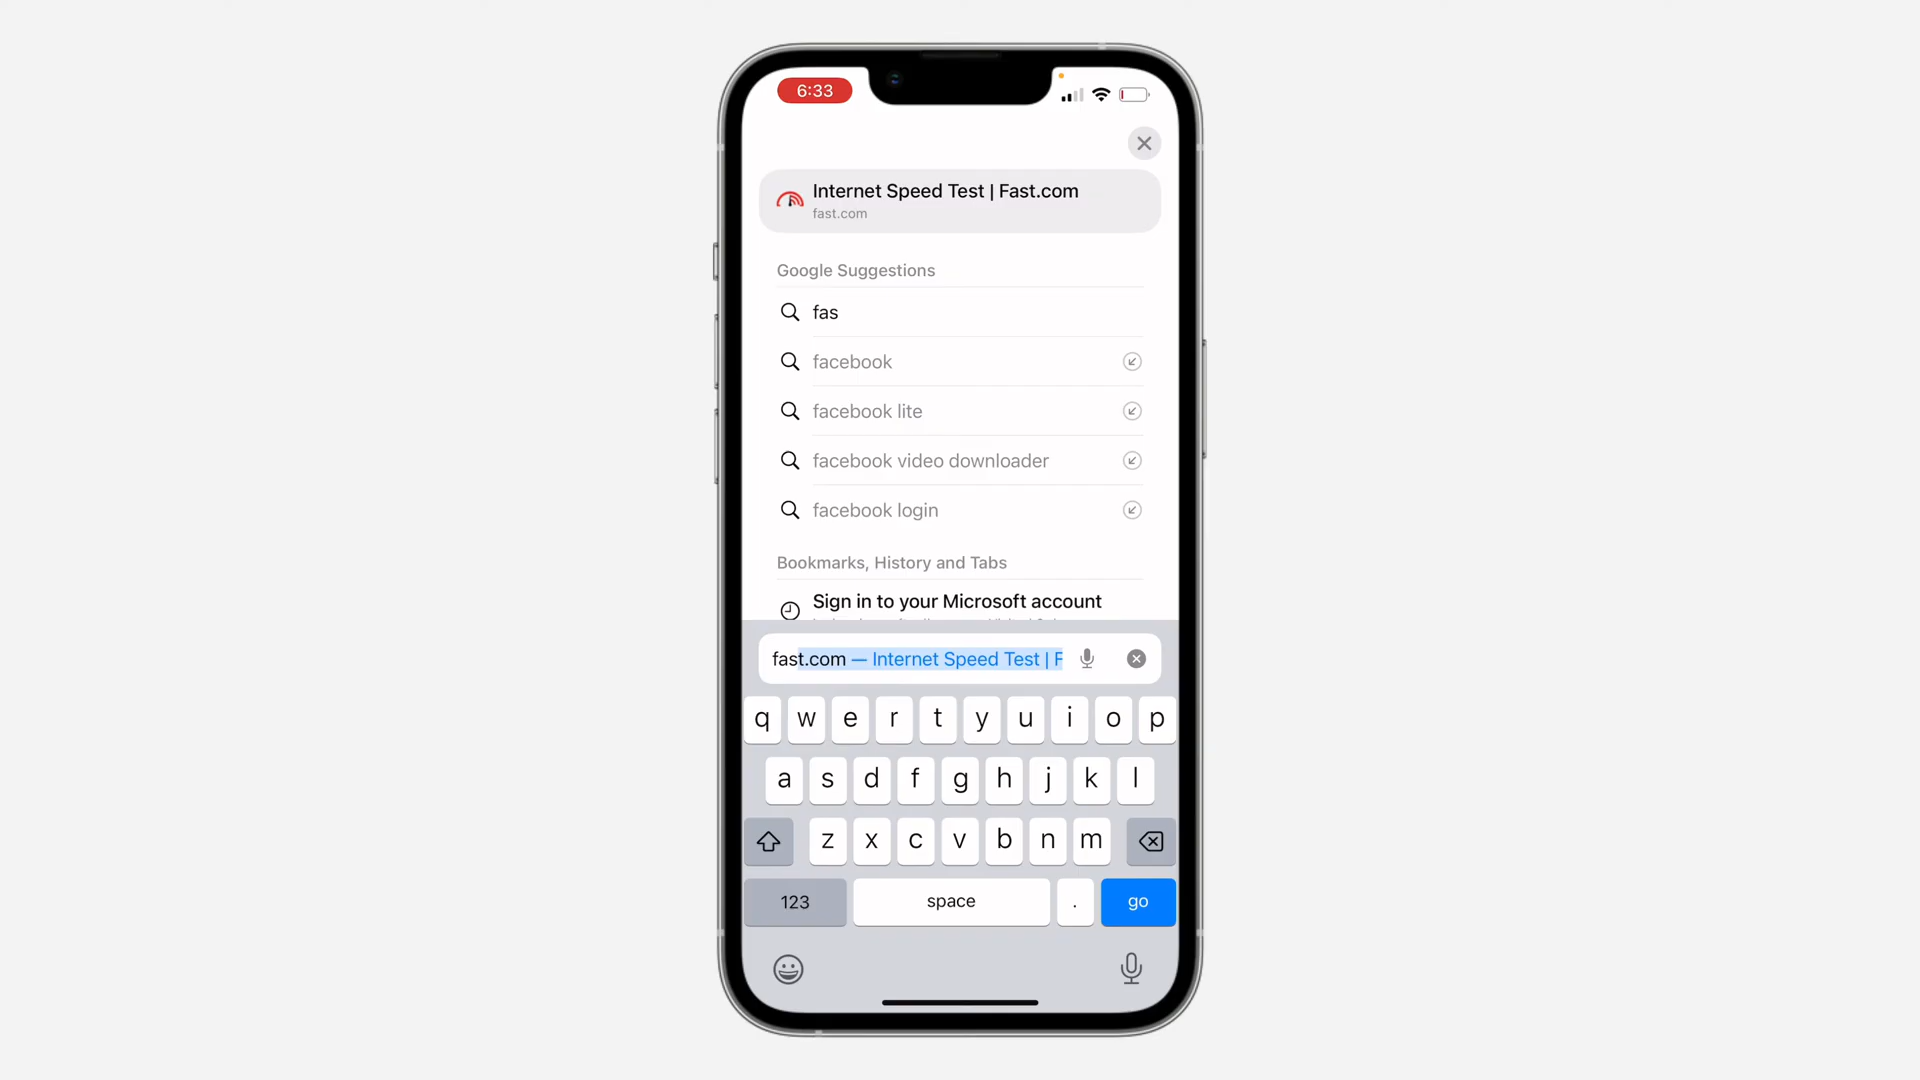 6:33
Internet Speed Test | Fast.com
fast.com
Google Suggestions
fas
facebook
facebook lite
facebook video downloader
facebook login
Bookmarks, History and Tabs
Sign in to your Microsoft account
fast.com — Internet Speed Test | F
q w e r t y u i o p
a s d f g h j k l
z x c v b n m
123 space . go